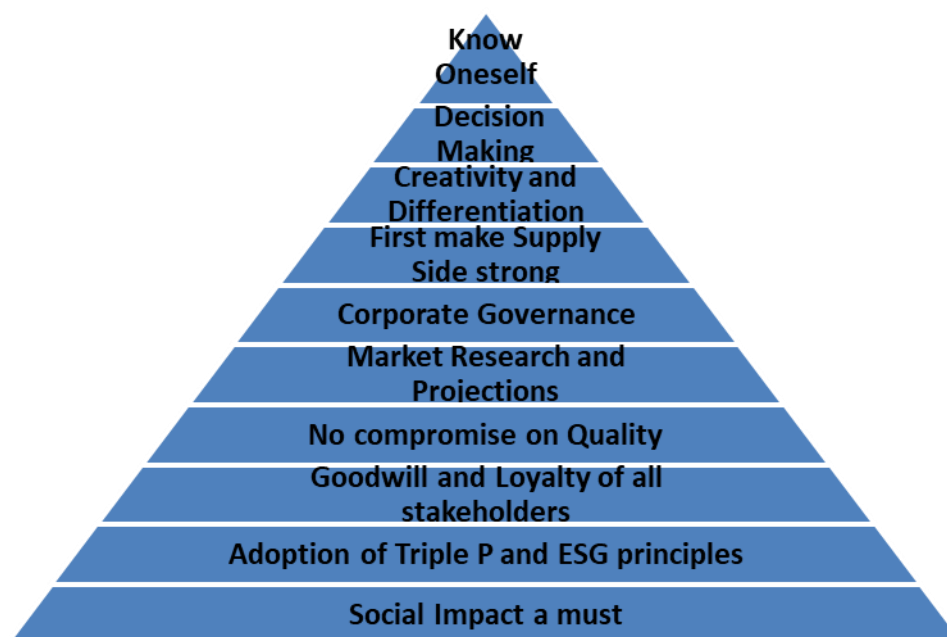 Know
Oneself
Decision
Making
Creativity and
Differentiation
First make Supply
Side strong
Corporate Governance
Market Research and
Projections
No compromise on Quality
Goodwill and Loyalty of all
stakeholders
Adoption of Triple P and ESG principles
Social Impact a must